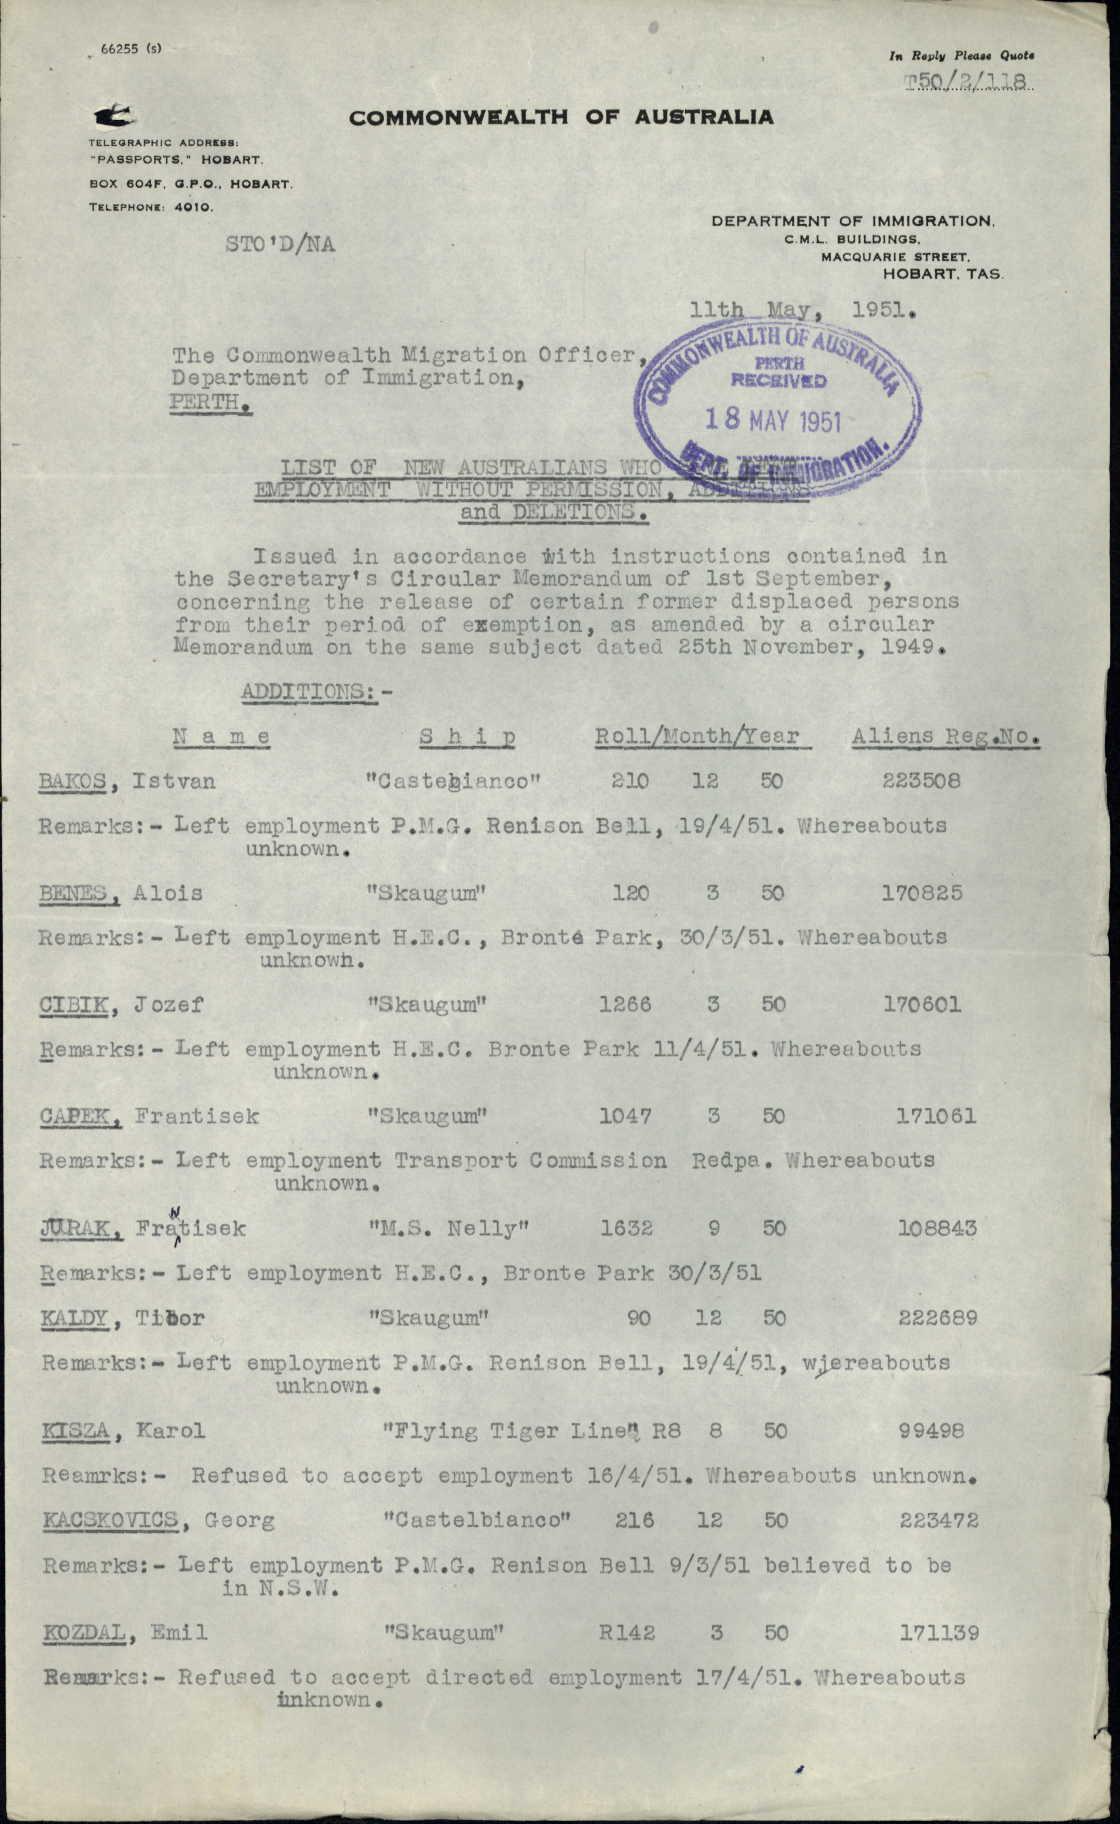 66255 (s)
In Reply Please Quote
T50/2/118
COMMONWEALTH OF AUSTRALIA
TELEGRAPHIC ADDRESS:
"PASSPORTS," HOBART.
BOX 604F, G.P.O., HOBART.
TELEPHONE: 4010.
STO'D/NA
DEPARTMENT OF IMMIGRATION,
C.M.L. BUILDINGS,
MACQUARIE STREET,
HOBART, TAS.
11th May, 1951.
The Commonwealth Migration Officer,
Department of Immigration,
PERTH.
COMMONWEALTH OF AUSTRALIA
PERTH
RECEIVED
18 MAY 1951
DEPT. OF IMMIGRATION.
LIST OF NEW AUSTRALIANS WHO
EMPLOYMENT WITHOUT PERMISSION, ADDITIONS
and DELETIONS.
Issued in accordance with instructions contained in
the Secretary's Circular Memorandum of 1st September,
concerning the release of certain former displaced persons
from their period of exemption, as amended by a circular
Memorandum on the same subject dated 25th November, 1949.
ADDITIONS:-
Name Ship Roll/Month/Year Aliens Reg.No.
BAKOS, Istvan "Castelbianco" 210 12 50 223508
Remarks:- Left employment P.M.G. Renison Bell, 19/4/51. Whereabouts
unknown.
BENES, Alois "Skaugum" 120 3 50 170825
Remarks:- Left employment H.E.C., Bronte Park, 30/3/51. Whereabouts
unknown.
CIBIK, Jozef "Skaugum" 1266 3 50 170601
Remarks:- Left employment H.E.C. Bronte Park 11/4/51. Whereabouts
unknown.
CAPEK, Frantisek "Skaugum" 1047 3 50 171061
Remarks:- Left employment Transport Commission Redpa. Whereabouts
unknown.
JURAK, Frantisek "M.S. Nelly" 1632 9 50 108843
Remarks:- Left employment H.E.C., Bronte Park 30/3/51
KALDY, Tibor "Skaugum" 90 12 50 222689
Remarks:- Left employment P.M.G. Renison Bell, 19/4/51, wjereabouts
unknown.
KISZA, Karol "Flying Tiger Line" R8 8 50 99498
Reamrks:- Refused to accept employment 16/4/51. Whereabouts unknown.
KACSKOVICS, Georg "Castelbianco" 216 12 50 223472
Remarks:- Left employment P.M.G. Renison Bell 9/3/51 believed to be
in N.S.W.
KOZDAL, Emil "Skaugum" R142 3 50 171139
Remarks:- Refused to accept directed employment 17/4/51. Whereabouts
unknown.